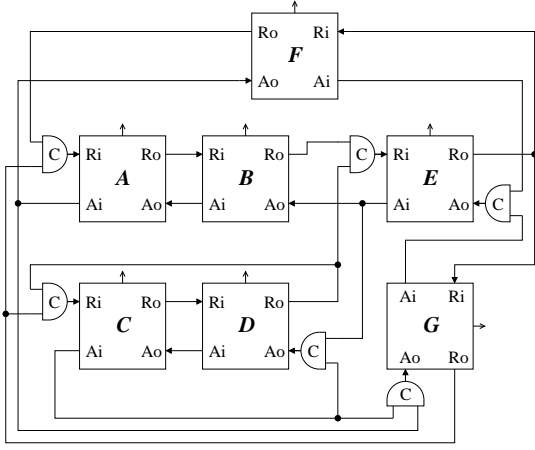 Ro Ri
F
Ao Ai
C Ri Ro Ri Ro C Ri Ro
A B E
Ai Ao Ai Ao Ai Ao C
C Ri Ro Ri Ro Ai Ri
C D G
Ai Ao Ai Ao C Ao Ro
C